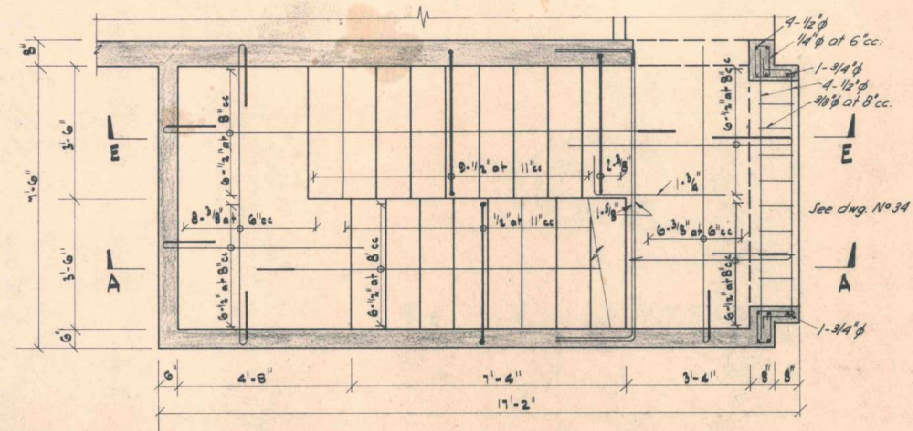 4-1/2"φ
1/4"φ at 6"cc.
1-3/4"φ
4-1/2"φ
3/8"φ at 8"cc.
8"
3'-6"
7'-6"
3'-6"
6"
E
E
A
A
See dwg. Nº 34
6-1/2" at 8"cc
6-1/2" at 8"cc
9-1/2" at 11"cc
2-3/8"
1-3/4"
8-3/8" at 6"cc
1/2" at 11"cc
1-5/8"
6-3/8" at 6"cc
6-1/2" at 8"cc
6-1/2" at 8"cc
6-1/2" at 8"cc
1-3/4"φ
6"
4'-8"
7'-4"
3'-4"
8"
8"
17'-2"